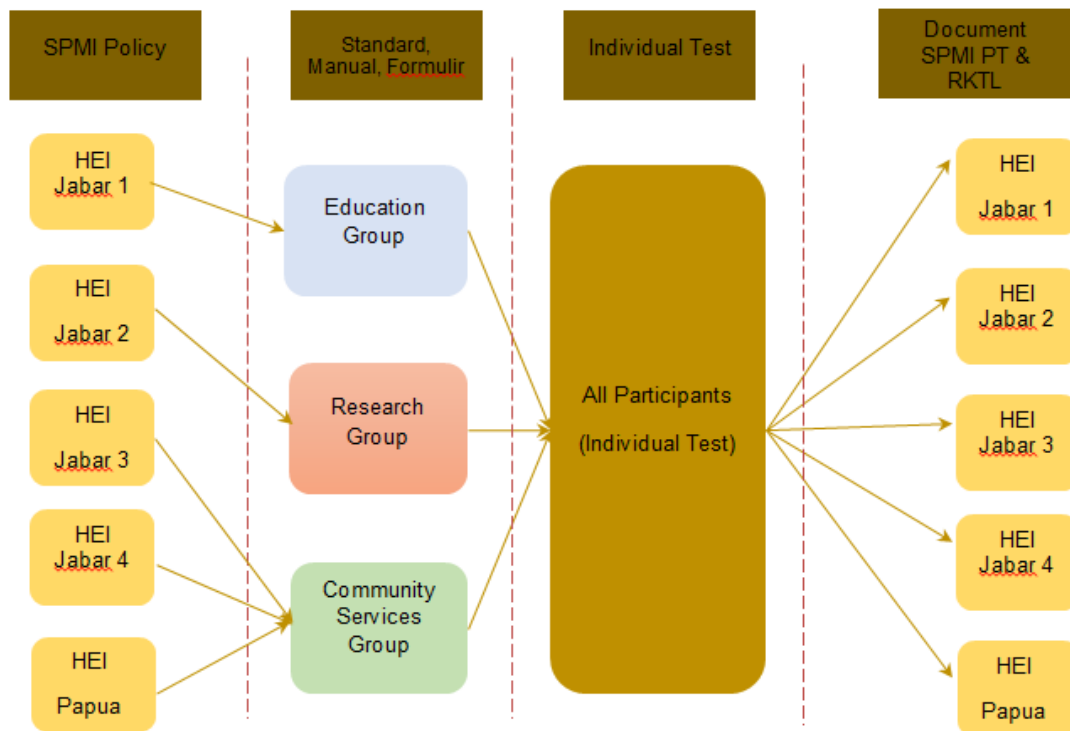 SPMI Policy
Standard,
Manual, Formulir
Individual Test
Document
SPMI PT &
RKTL
HEI
Jabar 1
HEI
Jabar 2
HEI
Jabar 3
HEI
Jabar 4
HEI
Papua
Education
Group
Research
Group
Community
Services
Group
All Participants
(Individual Test)
HEI
Jabar 1
HEI
Jabar 2
HEI
Jabar 3
HEI
Jabar 4
HEI
Papua